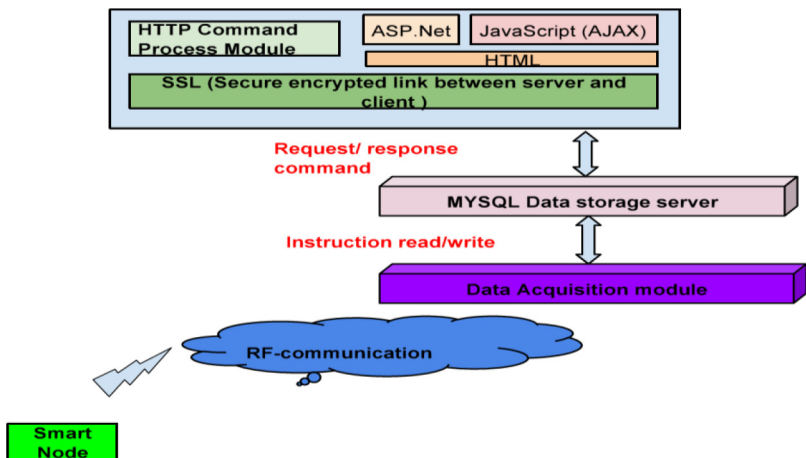 HTTP Command
Process Module
ASP.Net
JavaScript (AJAX)
HTML
SSL (Secure encrypted link between server and
client )
Request/ response
command
MYSQL Data storage server
Instruction read/write
Data Acquisition module
RF-communication
Smart
Node